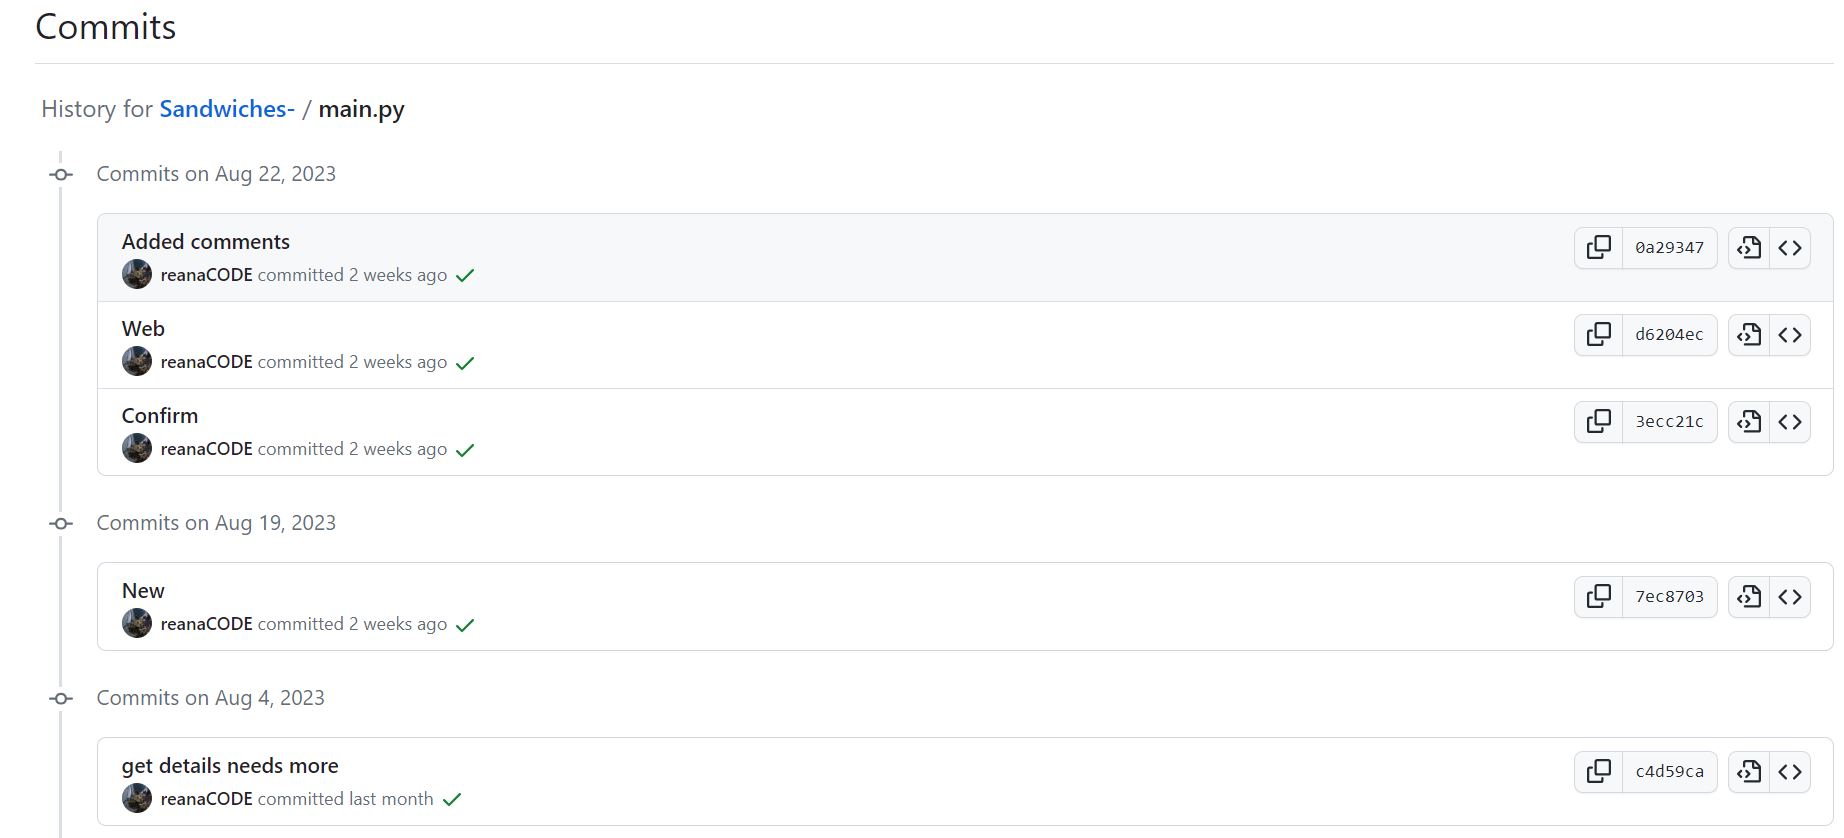 Commits
History for Sandwiches- / main.py
Commits on Aug 22, 2023
Added comments
reanaCODE committed 2 weeks ago
0a29347
Web
reanaCODE committed 2 weeks ago
d6204ec
Confirm
reanaCODE committed 2 weeks ago
3ecc21c
Commits on Aug 19, 2023
New
reanaCODE committed 2 weeks ago
7ec8703
Commits on Aug 4, 2023
get details needs more
reanaCODE committed last month
c4d59ca